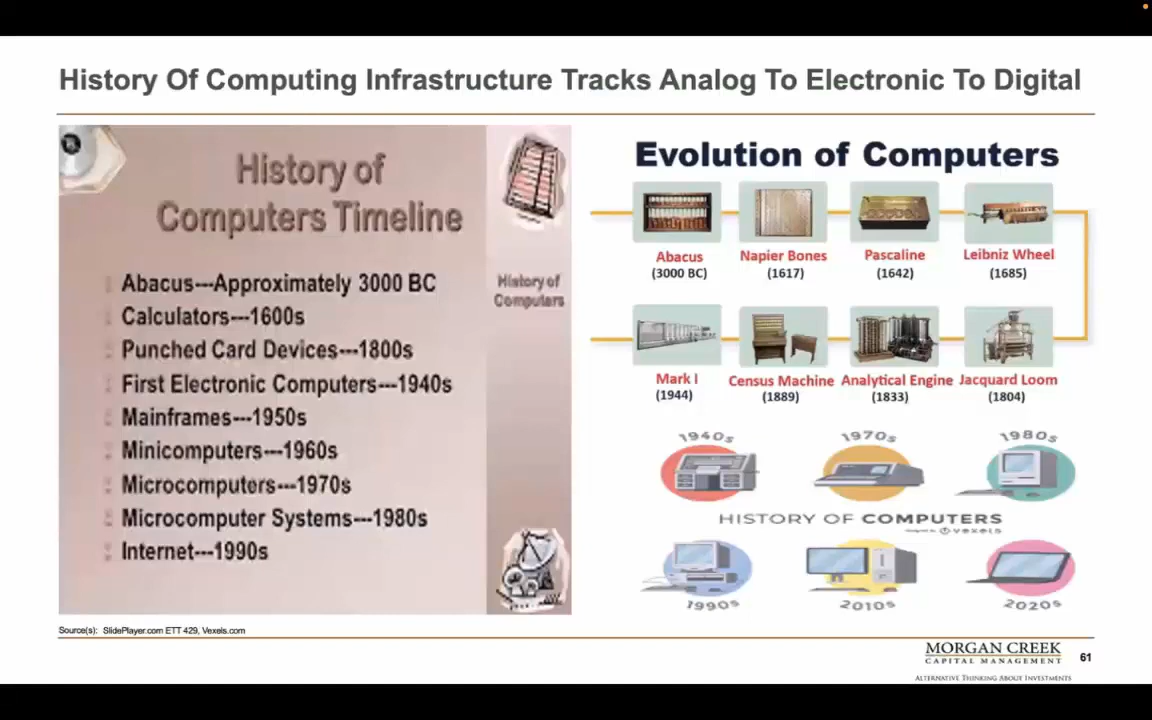 History Of Computing Infrastructure Tracks Analog To Electronic To Digital
History of
Computers Timeline
Abacus---Approximately 3000 BC
Calculators---1600s
Punched Card Devices---1800s
First Electronic Computers---1940s
Mainframes---1950s
Minicomputers---1960s
Microcomputers---1970s
Microcomputer Systems---1980s
Internet---1990s
History of
Computers
Evolution of Computers
Abacus
(3000 BC)
Napier Bones
(1617)
Pascaline
(1642)
Leibniz Wheel
(1685)
Mark I
(1944)
Census Machine
(1889)
Analytical Engine
(1833)
Jacquard Loom
(1804)
1940s
1970s
1980s
HISTORY OF COMPUTERS
vexels
1990s
2010s
2020s
Source(s): SlidePlayer.com ETT 429, Vexels.com
MORGAN CREEK
CAPITAL MANAGEMENT
ALTERNATIVE THINKING ABOUT INVESTMENTS
61